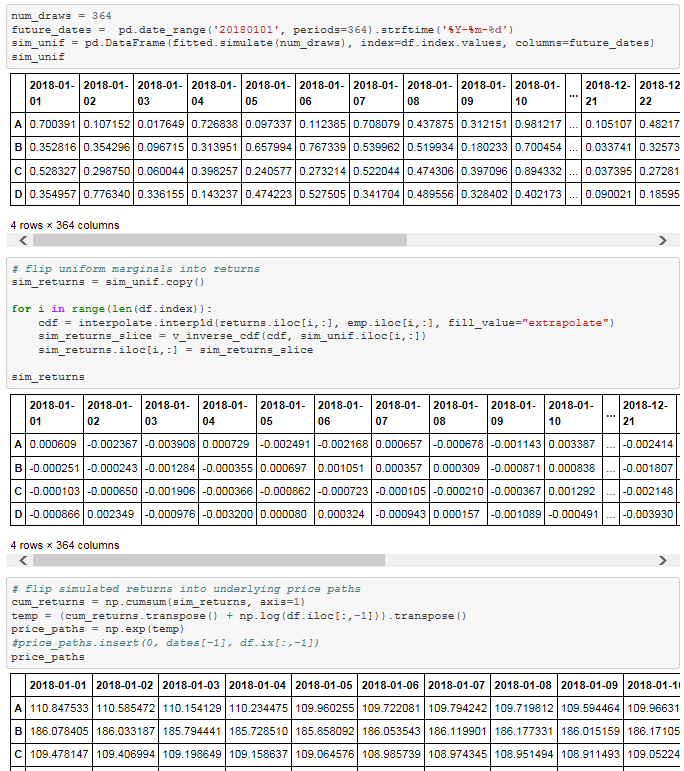 num_draws = 364
future_dates =  pd.date_range('20180101', periods=364).strftime('%Y-%m-%d')
sim_unif = pd.DataFrame(fitted.simulate(num_draws), index=df.index.values, columns=future_dates)
sim_unif
2018-01-01 2018-01-02 2018-01-03 2018-01-04 2018-01-05 2018-01-06 2018-01-07 2018-01-08 2018-01-09 2018-01-10 ... 2018-12-21 2018-12-22
A 0.700391 0.107152 0.017649 0.726838 0.097337 0.112385 0.708079 0.437875 0.312151 0.981217 ... 0.105107 0.48217
B 0.352816 0.354296 0.096715 0.313951 0.657994 0.767339 0.539962 0.519934 0.180233 0.700454 ... 0.033741 0.32573
C 0.528327 0.298750 0.060044 0.398257 0.240577 0.273214 0.522044 0.474306 0.397096 0.894332 ... 0.037395 0.27281
D 0.354957 0.776340 0.336155 0.143237 0.474223 0.527505 0.341704 0.489556 0.328402 0.402173 ... 0.090021 0.18595
4 rows × 364 columns
# flip uniform marginals into returns
sim_returns = sim_unif.copy()
for i in range(len(df.index)):
    cdf = interpolate.interp1d(returns.iloc[i,:], emp.iloc[i,:], fill_value="extrapolate")
    sim_returns_slice = v_inverse_cdf(cdf, sim_unif.iloc[i,:])
    sim_returns.iloc[i,:] = sim_returns_slice
sim_returns
2018-01-01 2018-01-02 2018-01-03 2018-01-04 2018-01-05 2018-01-06 2018-01-07 2018-01-08 2018-01-09 2018-01-10 ... 2018-12-21
A 0.000609 -0.002367 -0.003908 0.000729 -0.002491 -0.002168 0.000657 -0.000678 -0.001143 0.003387 ... -0.002414
B -0.000251 -0.000243 -0.001284 -0.000355 0.000697 0.001051 0.000357 0.000309 -0.000871 0.000838 ... -0.001807
C -0.000103 -0.000650 -0.001906 -0.000366 -0.000862 -0.000723 -0.000105 -0.000210 -0.000367 0.001292 ... -0.002148
D -0.000866 0.002349 -0.000976 -0.003200 0.000080 0.000324 -0.000943 0.000157 -0.001089 -0.000491 ... -0.003930
4 rows × 364 columns
# flip simulated returns into underlying price paths
cum_returns = np.cumsum(sim_returns, axis=1)
temp = (cum_returns.transpose() + np.log(df.iloc[:,-1])).transpose()
price_paths = np.exp(temp)
#price_paths.insert(0, dates[-1], df.ix[:,-1])
price_paths
2018-01-01 2018-01-02 2018-01-03 2018-01-04 2018-01-05 2018-01-06 2018-01-07 2018-01-08 2018-01-09 2018-01-1
A 110.847533 110.585472 110.154129 110.234475 109.960255 109.722081 109.794242 109.719812 109.594464 109.96631
B 186.078405 186.033187 185.794441 185.728510 185.858092 186.053543 186.119901 186.177331 186.015159 186.17105
C 109.478147 109.406994 109.198649 109.158637 109.064576 108.985739 108.974345 108.951494 108.911493 109.05224